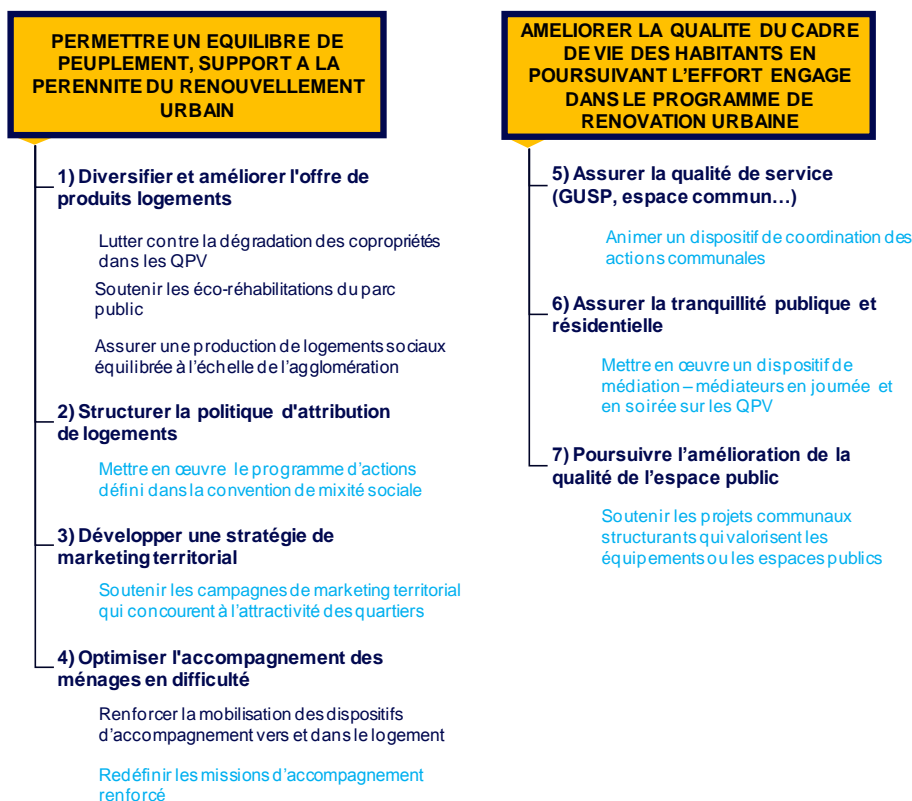 PERMETTRE UN EQUILIBRE DE
PEUPLEMENT, SUPPORT A LA
PERENNITE DU RENOUVELLEMENT
URBAIN
1) Diversifier et améliorer l'offre de
produits logements
Lutter contre la dégradation des copropriétés
dans les QPV
Soutenir les éco-réhabilitations du parc
public
Assurer une production de logements sociaux
équilibrée à l’échelle de l’agglomération
2) Structurer la politique d'attribution
de logements
Mettre en œuvre le programme d’actions
défini dans la convention de mixité sociale
3) Développer une stratégie de
marketing territorial
Soutenir les campagnes de marketing territorial
qui concourent à l’attractivité des quartiers
4) Optimiser l'accompagnement des
ménages en difficulté
Renforcer la mobilisation des dispositifs
d’accompagnement vers et dans le logement
Redéfinir les missions d’accompagnement
renforcé
AMELIORER LA QUALITE DU CADRE
DE VIE DES HABITANTS EN
POURSUIVANT L’EFFORT ENGAGE
DANS LE PROGRAMME DE
RENOVATION URBAINE
5) Assurer la qualité de service
(GUSP, espace commun…)
Animer un dispositif de coordination des
actions communales
6) Assurer la tranquillité publique et
résidentielle
Mettre en œuvre un dispositif de
médiation – médiateurs en journée et
en soirée sur les QPV
7) Poursuivre l’amélioration de la
qualité de l’espace public
Soutenir les projets communaux
structurants qui valorisent les
équipements ou les espaces publics